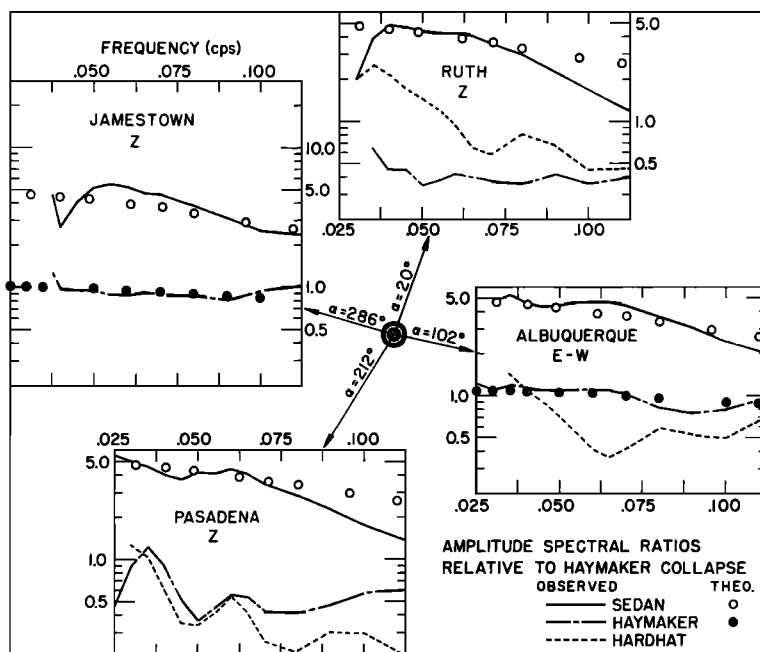 FREQUENCY (cps)
.050 .075 .100
JAMESTOWN
Z
10.0
5.0
1.0
0.5
RUTH
Z
5.0
1.0
0.5
.025 .050 .075 .100
α=20°
α=286°
α=102°
α=212°
ALBUQUERQUE
E-W
5.0
1.0
0.5
.025 .050 .075 .100
.025 .050 .075 .100
PASADENA
Z
5.0
1.0
0.5
AMPLITUDE SPECTRAL RATIOS
RELATIVE TO HAYMAKER COLLAPSE
OBSERVED THEO.
SEDAN
HAYMAKER
HARDHAT